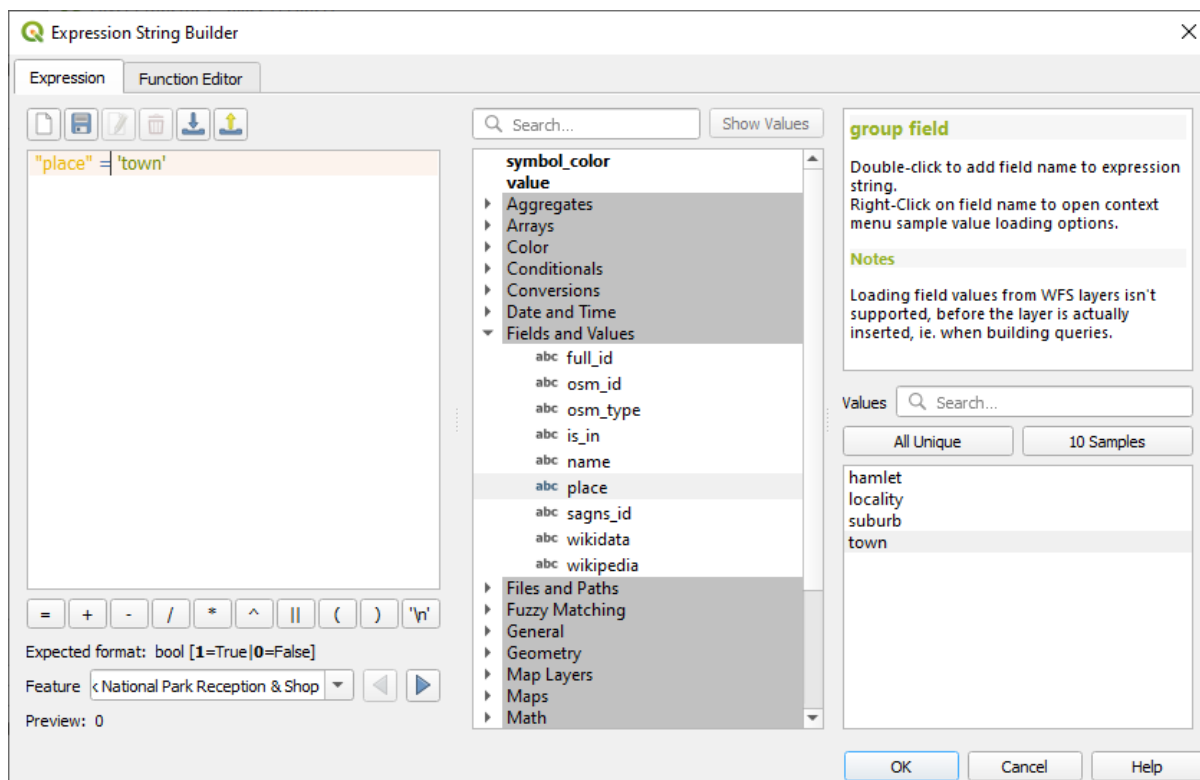 Expression String Builder
Expression
Function Editor
"place" = 'town'
= + - / * ^ || ( ) '\n'
Expected format: bool [1=True|0=False]
Feature
National Park Reception & Shop
Preview: 0
Search...
Show Values
symbol_color
value
Aggregates
Arrays
Color
Conditionals
Conversions
Date and Time
Fields and Values
abc full_id
abc osm_id
abc osm_type
abc is_in
abc name
abc place
abc sagns_id
abc wikidata
abc wikipedia
Files and Paths
Fuzzy Matching
General
Geometry
Map Layers
Maps
Math
group field
Double-click to add field name to expression
string.
Right-Click on field name to open context
menu sample value loading options.
Notes
Loading field values from WFS layers isn't
supported, before the layer is actually
inserted, ie. when building queries.
Values
Search...
All Unique
10 Samples
hamlet
locality
suburb
town
OK
Cancel
Help